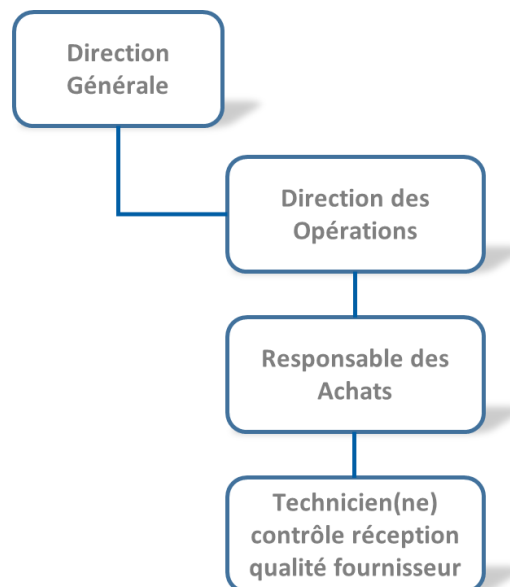 Direction
Générale
Direction des
Opérations
Responsable des
Achats
Technicien(ne)
contrôle réception
qualité fournisseur